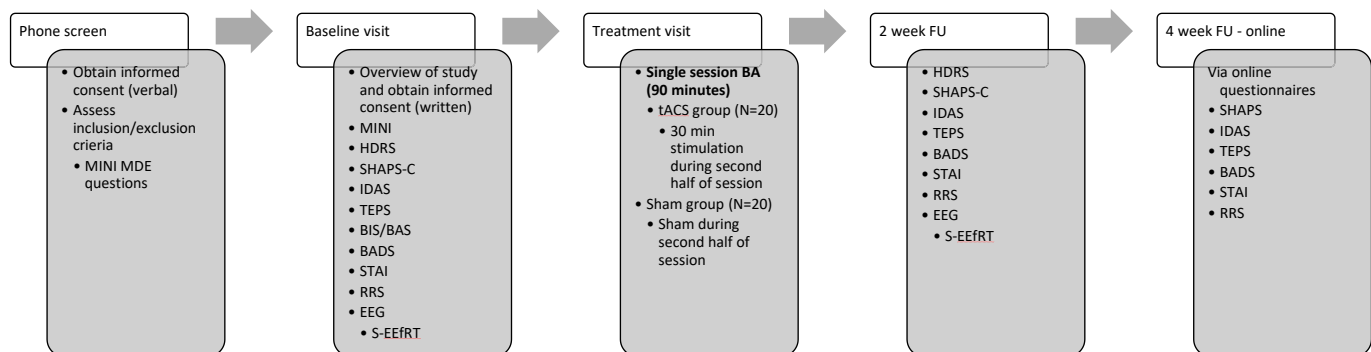 Phone screen
• Obtain informed
consent (verbal)
• Assess
inclusion/exclusion
crieria
• MINI MDE
questions
Baseline visit
• Overview of study
and obtain informed
consent (written)
• MINI
• HDRS
• SHAPS-C
• IDAS
• TEPS
• BIS/BAS
• BADS
• STAI
• RRS
• EEG
• S-EEfRT
Treatment visit
• Single session BA
(90 minutes)
• tACS group (N=20)
• 30 min
stimulation
during second
half of session
• Sham group (N=20)
• Sham during
second half of
session
2 week FU
• HDRS
• SHAPS-C
• IDAS
• TEPS
• BADS
• STAI
• RRS
• EEG
• S-EEfRT
4 week FU - online
Via online
questionnaires
• SHAPS
• IDAS
• TEPS
• BADS
• STAI
• RRS